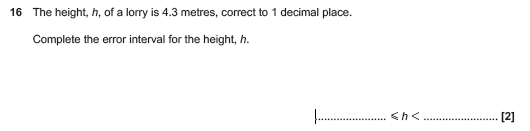 16 The height, h, of a lorry is 4.3 metres, correct to 1 decimal place.
Complete the error interval for the height, h.
...................... ⩽ h < ........................ [2]